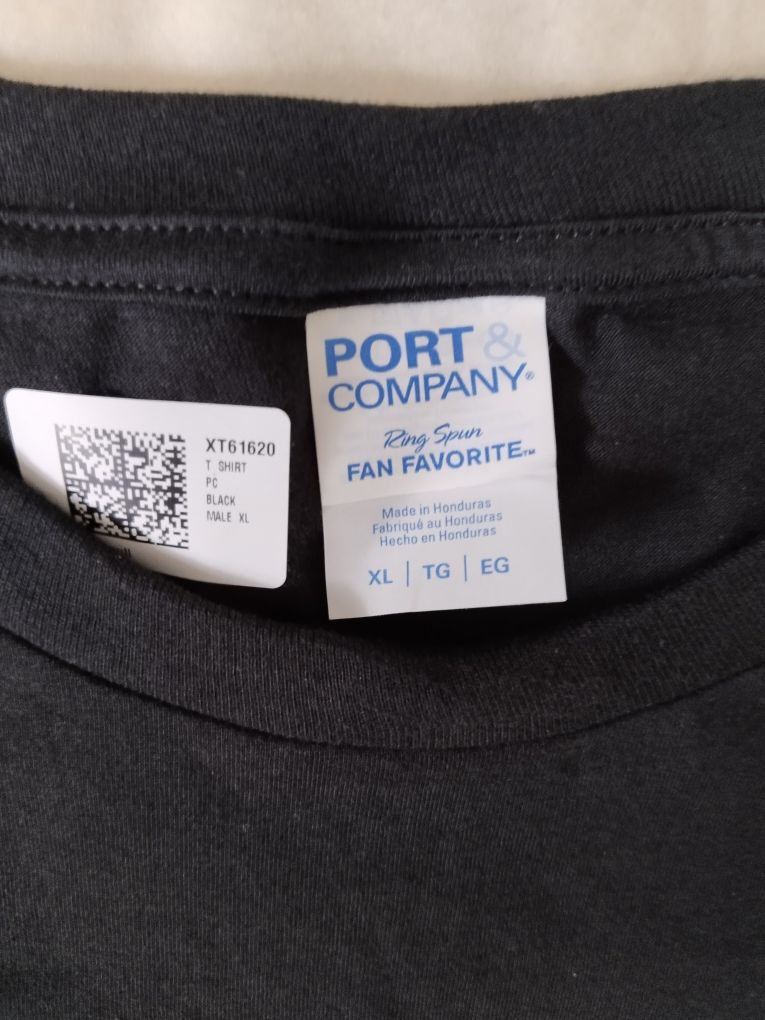 XT61620
T SHIRT
PC
BLACK
MALE XL
PORT &
COMPANY®
Ring Spun
FAN FAVORITE™
Made in Honduras
Fabriqué au Honduras
Hecho en Honduras
XL | TG | EG